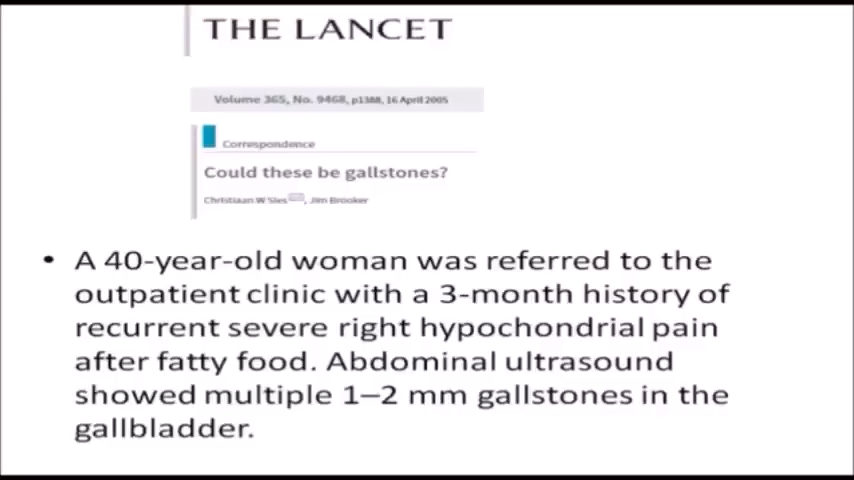 THE LANCET
Volume 365, No. 9468, p1388, 16 April 2005
Correspondence
Could these be gallstones?
Christiaan W Sies, Jim Brooker
• A 40-year-old woman was referred to the
outpatient clinic with a 3-month history of
recurrent severe right hypochondrial pain
after fatty food. Abdominal ultrasound
showed multiple 1–2 mm gallstones in the
gallbladder.